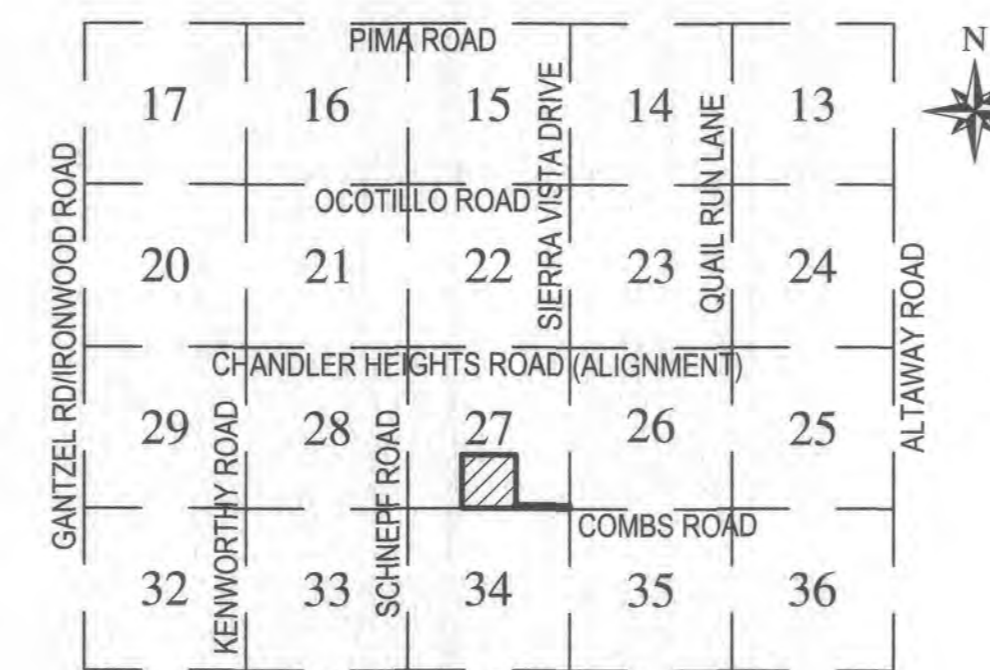 PIMA ROAD
N
17 16 15 14 13
SIERRA VISTA DRIVE
QUAIL RUN LANE
GANTZEL RD/IRONWOOD ROAD
OCOTILLO ROAD
20 21 22 23 24
ALTAWAY ROAD
CHANDLER HEIGHTS ROAD (ALIGNMENT)
29 28 27 26 25
KENWORTHY ROAD
SCHNEPF ROAD
COMBS ROAD
32 33 34 35 36